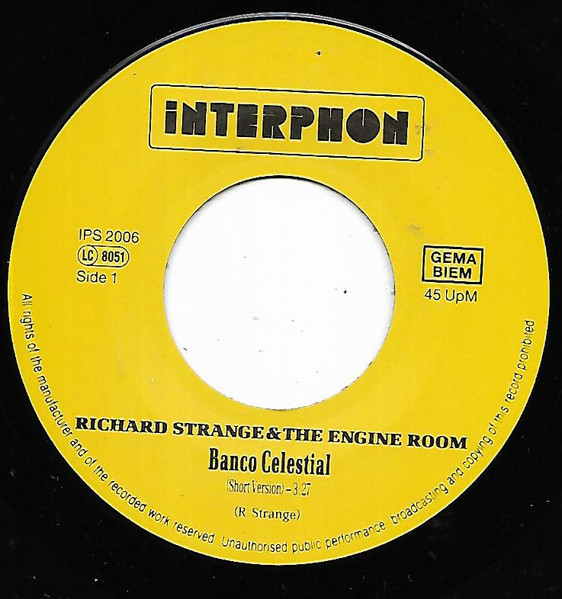 iNTERPHON
IPS 2006
LC 8051
Side 1
GEMA
BIEM
45 UpM
RICHARD STRANGE & THE ENGINE ROOM
Banco Celestial
(Short Version) – 3:27
(R Strange)
All rights of the manufacturer and of the recorded work reserved. Unauthorised public performance broadcasting and copying of this record prohibited